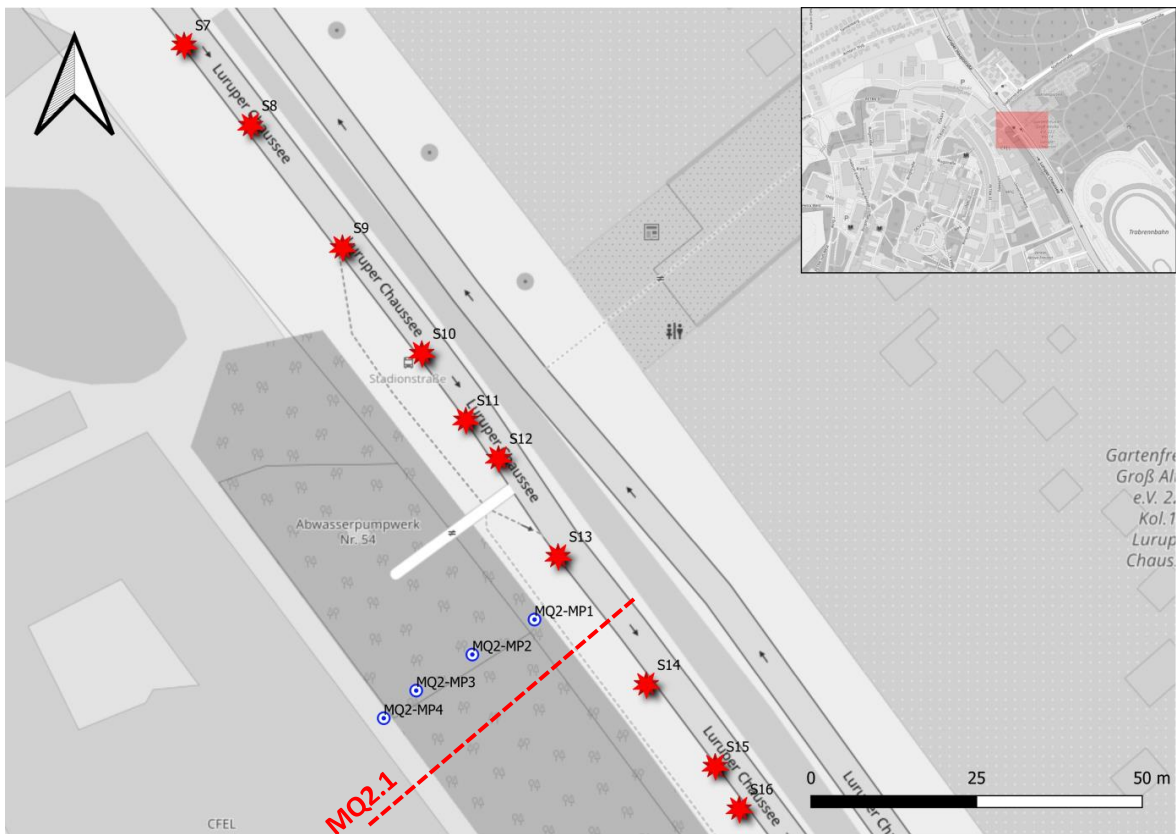 S7
Luruper Chaussee
S8
S9
Luruper Chaussee
S10
Stadionstraße
S11
Luruper Chaussee
S12
Abwasserpumpwerk
Nr. 54
S13
MQ2-MP1
MQ2-MP2
MQ2-MP3
MQ2-MP4
MQ2.1
S14
S15
Luruper Chaussee
S16
CFEL
Luruper Ch
Trabrennbahn
Gartenfre
Groß Al
e.V. 2.
Kol.1
Lurup
Chaus
0
25
50 m